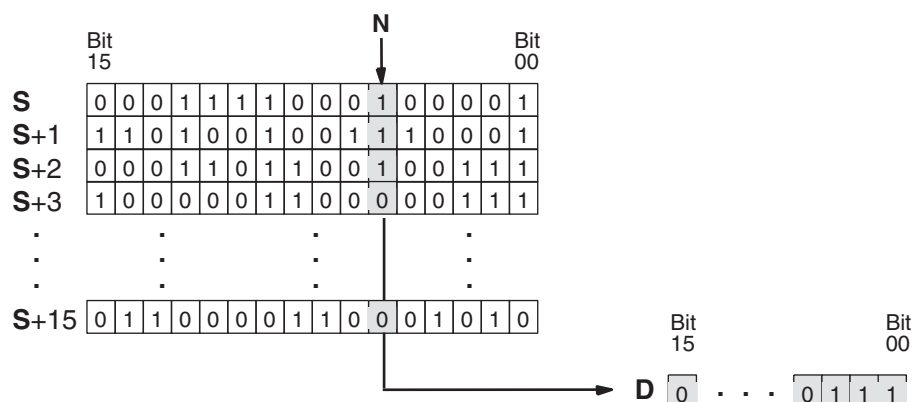 N
Bit Bit
15 00
S 0 0 0 1 1 1 1 0 0 0 1 0 0 0 0 1
S+1 1 1 0 1 0 0 1 0 0 1 1 1 0 0 0 1
S+2 0 0 0 1 1 0 1 1 0 0 1 0 0 1 1 1
S+3 1 0 0 0 0 0 1 1 0 0 0 0 0 1 1 1
. . . .
. . . .
. . . .
S+15 0 1 1 0 0 0 0 1 1 0 0 0 1 0 1 0
Bit Bit
15 00
D 0 . . . 0 1 1 1